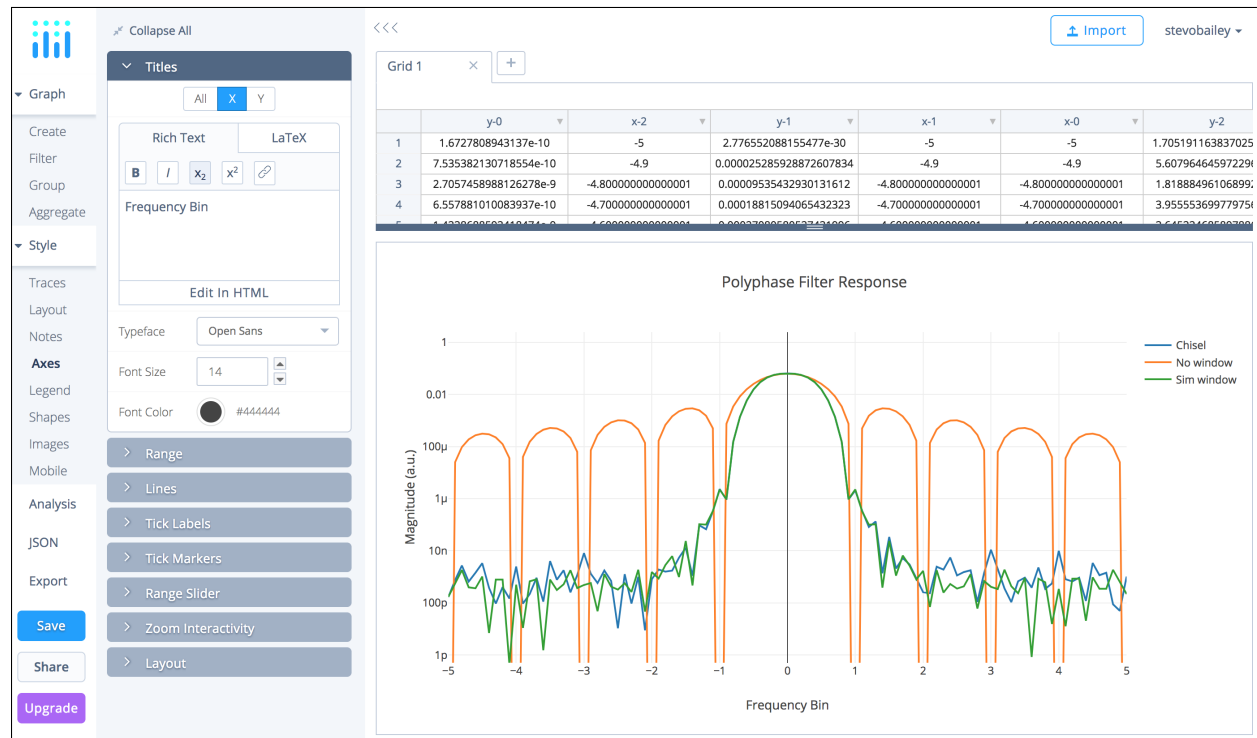 Collapse All
Import
stevobailey
Titles
Grid 1
+
Graph
All X Y
Rich Text LaTeX
y-0 x-2 y-1 x-1 x-0 y-2
Create
1 1.6727808943137e-10 -5 2.776552088155477e-30 -5 -5 1.705191163837025
Filter
B I x₂ x²
2 7.535382130718554e-10 -4.9 0.000025285928872607834 -4.9 -4.9
Group
3 2.7057458988126278e-9 -4.800000000000001 0.00009535432930131612 -4.800000000000001 -4.800000000000001
Aggregate
Frequency Bin
4 6.557881010083937e-10 -4.700000000000001 0.00018815094065432323 -4.700000000000001 -4.700000000000001
Style
Traces
Edit In HTML
Layout
Typeface Open Sans
Notes
Axes
Font Size 14
Legend
Font Color #444444
Shapes
Images
Range
Mobile
Lines
Analysis
Tick Labels
JSON
Tick Markers
Export
Range Slider
Save
Zoom Interactivity
Share
Layout
Upgrade
Polyphase Filter Response
Chisel
No window
Sim window
Magnitude (a.u.)
1
0.01
100μ
1μ
10n
100p
1p
−5 −4 −3 −2 −1 0 1 2 3 4 5
Frequency Bin